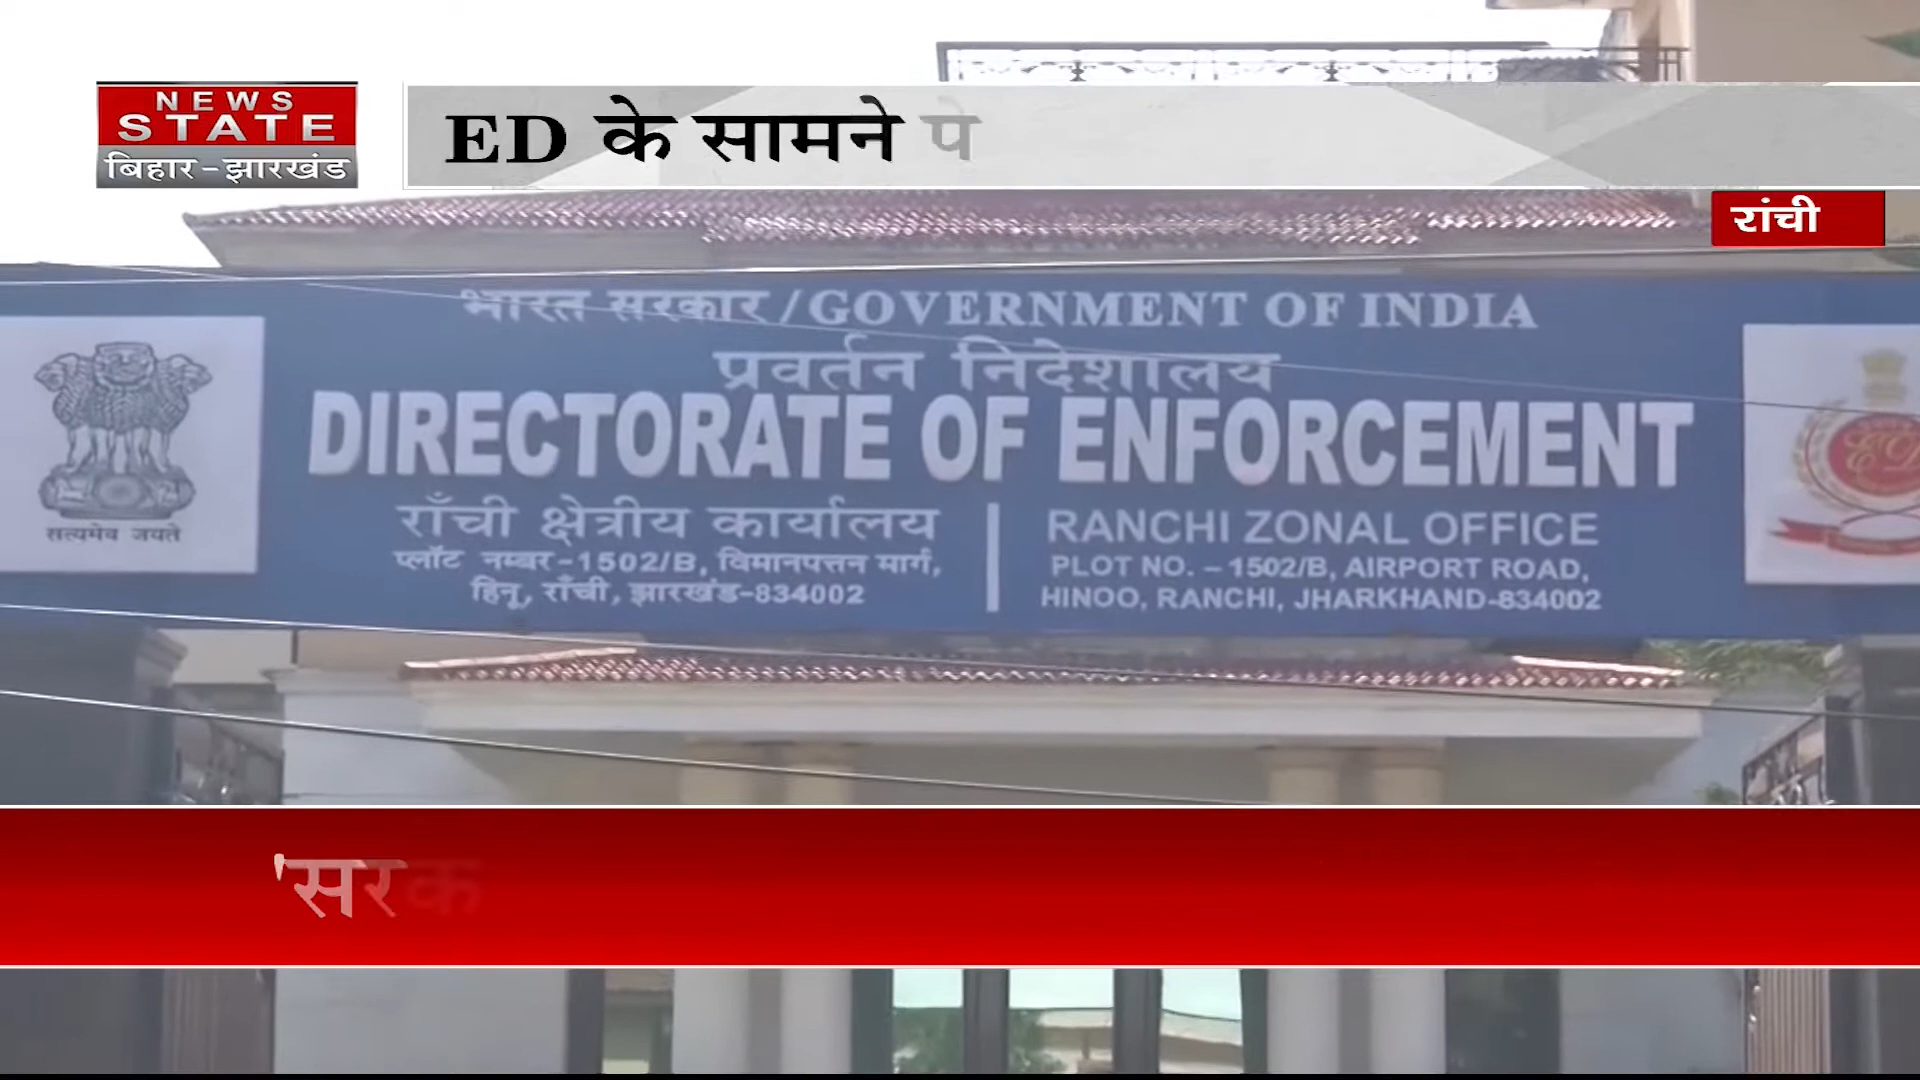 NEWS
STATE
बिहार-झारखंड
ED के सामने पे
रांची
भारत सरकार / GOVERNMENT OF INDIA
प्रवर्तन निदेशालय
DIRECTORATE OF ENFORCEMENT
राँची क्षेत्रीय कार्यालय
प्लॉट नम्बर-1502/B, विमानपत्तन मार्ग,
हिनू, राँची, झारखंड-834002
RANCHI ZONAL OFFICE
PLOT NO. - 1502/B, AIRPORT ROAD,
HINOO, RANCHI, JHARKHAND-834002
सत्यमेव जयते
ED
'सरक